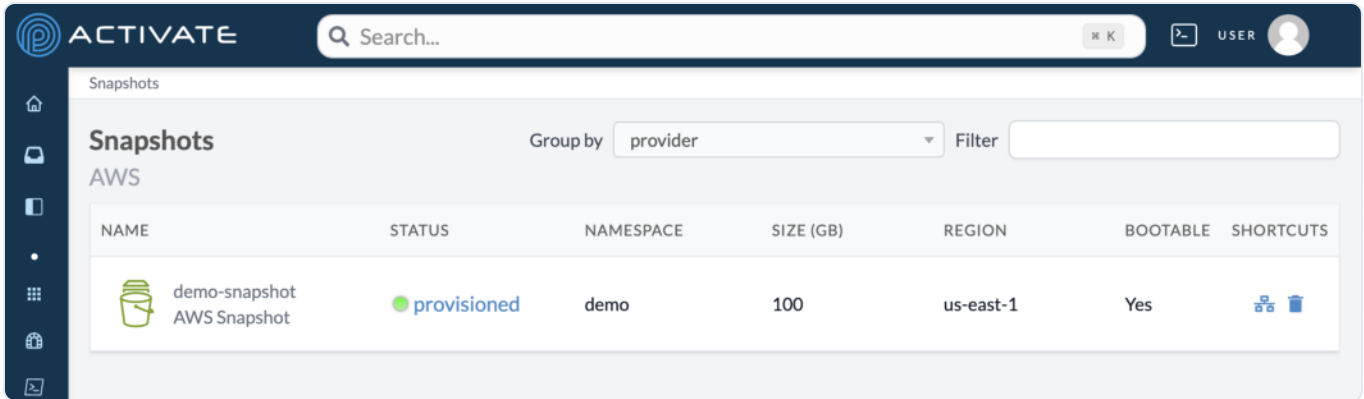 ACTIVATE Search... ⌘ K USER
Snapshots
Snapshots Group by provider Filter
AWS
NAME STATUS NAMESPACE SIZE (GB) REGION BOOTABLE SHORTCUTS
demo-snapshot
AWS Snapshot provisioned demo 100 us-east-1 Yes